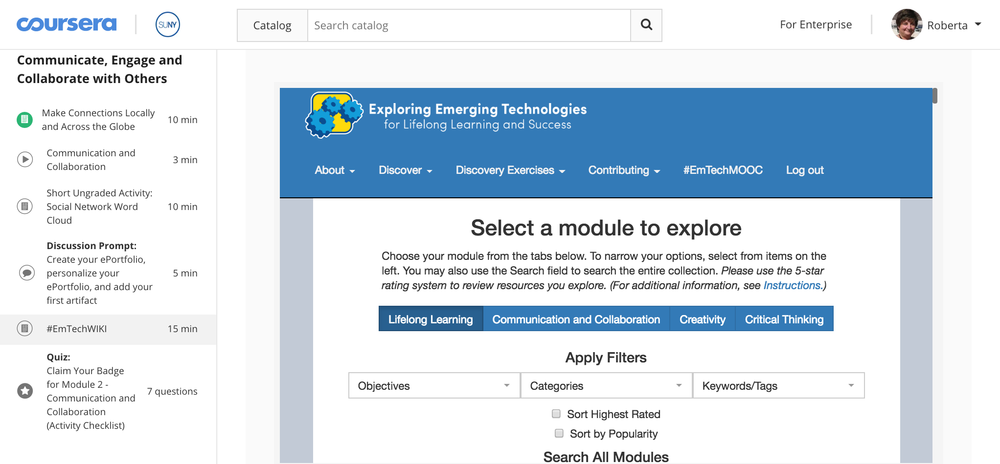 coursera
SUNY
Catalog
Search catalog
For Enterprise
Roberta
Communicate, Engage and
Collaborate with Others
Make Connections Locally
and Across the Globe
10 min
Communication and
Collaboration
3 min
Short Ungraded Activity:
Social Network Word
Cloud
10 min
Discussion Prompt:
Create your ePortfolio,
personalize your
ePortfolio, and add your
first artifact
5 min
#EmTechWIKI
15 min
Quiz:
Claim Your Badge
for Module 2 -
Communication and
Collaboration
(Activity Checklist)
7 questions
Exploring Emerging Technologies
for Lifelong Learning and Success
About
Discover
Discovery Exercises
Contributing
#EmTechMOOC
Log out
Select a module to explore
Choose your module from the tabs below. To narrow your options, select from items on the
left. You may also use the Search field to search the entire collection. Please use the 5-star
rating system to review resources you explore. (For additional information, see Instructions.)
Lifelong Learning
Communication and Collaboration
Creativity
Critical Thinking
Apply Filters
Objectives
Categories
Keywords/Tags
Sort Highest Rated
Sort by Popularity
Search All Modules